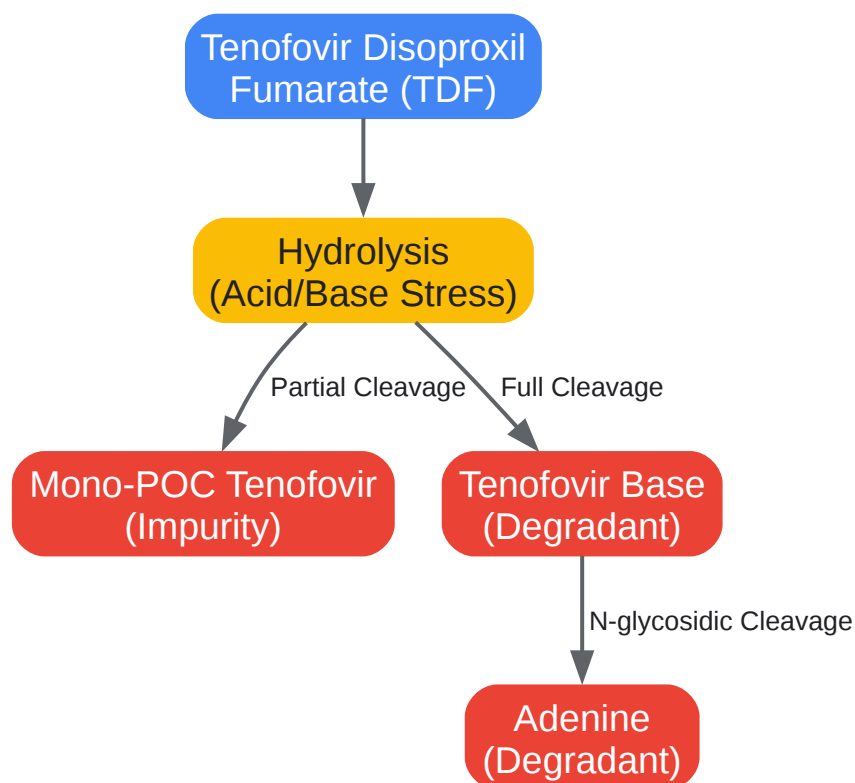 Tenofovir Disoproxil
Fumarate (TDF)
Hydrolysis
(Acid/Base Stress)
Partial Cleavage
Full Cleavage
Mono-POC Tenofovir
(Impurity)
Tenofovir Base
(Degradant)
N-glycosidic Cleavage
Adenine
(Degradant)